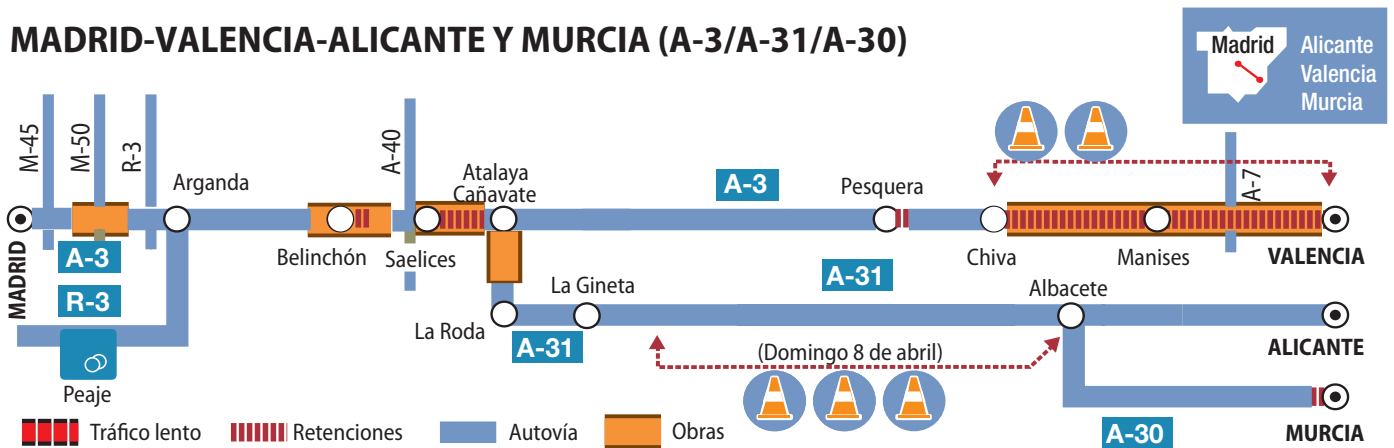 MADRID-VALENCIA-ALICANTE Y MURCIA (A-3/A-31/A-30)
Madrid
Alicante
Valencia
Murcia
M-45
M-50
R-3
A-40
A-7
Arganda
Atalaya
Cañavate
A-3
Pesquera
MADRID
A-3
R-3
Belinchón
Saelices
Chiva
Manises
VALENCIA
A-31
La Gineta
Albacete
La Roda
A-31
(Domingo 8 de abril)
ALICANTE
Peaje
Tráfico lento
Retenciones
Autovía
Obras
A-30
MURCIA